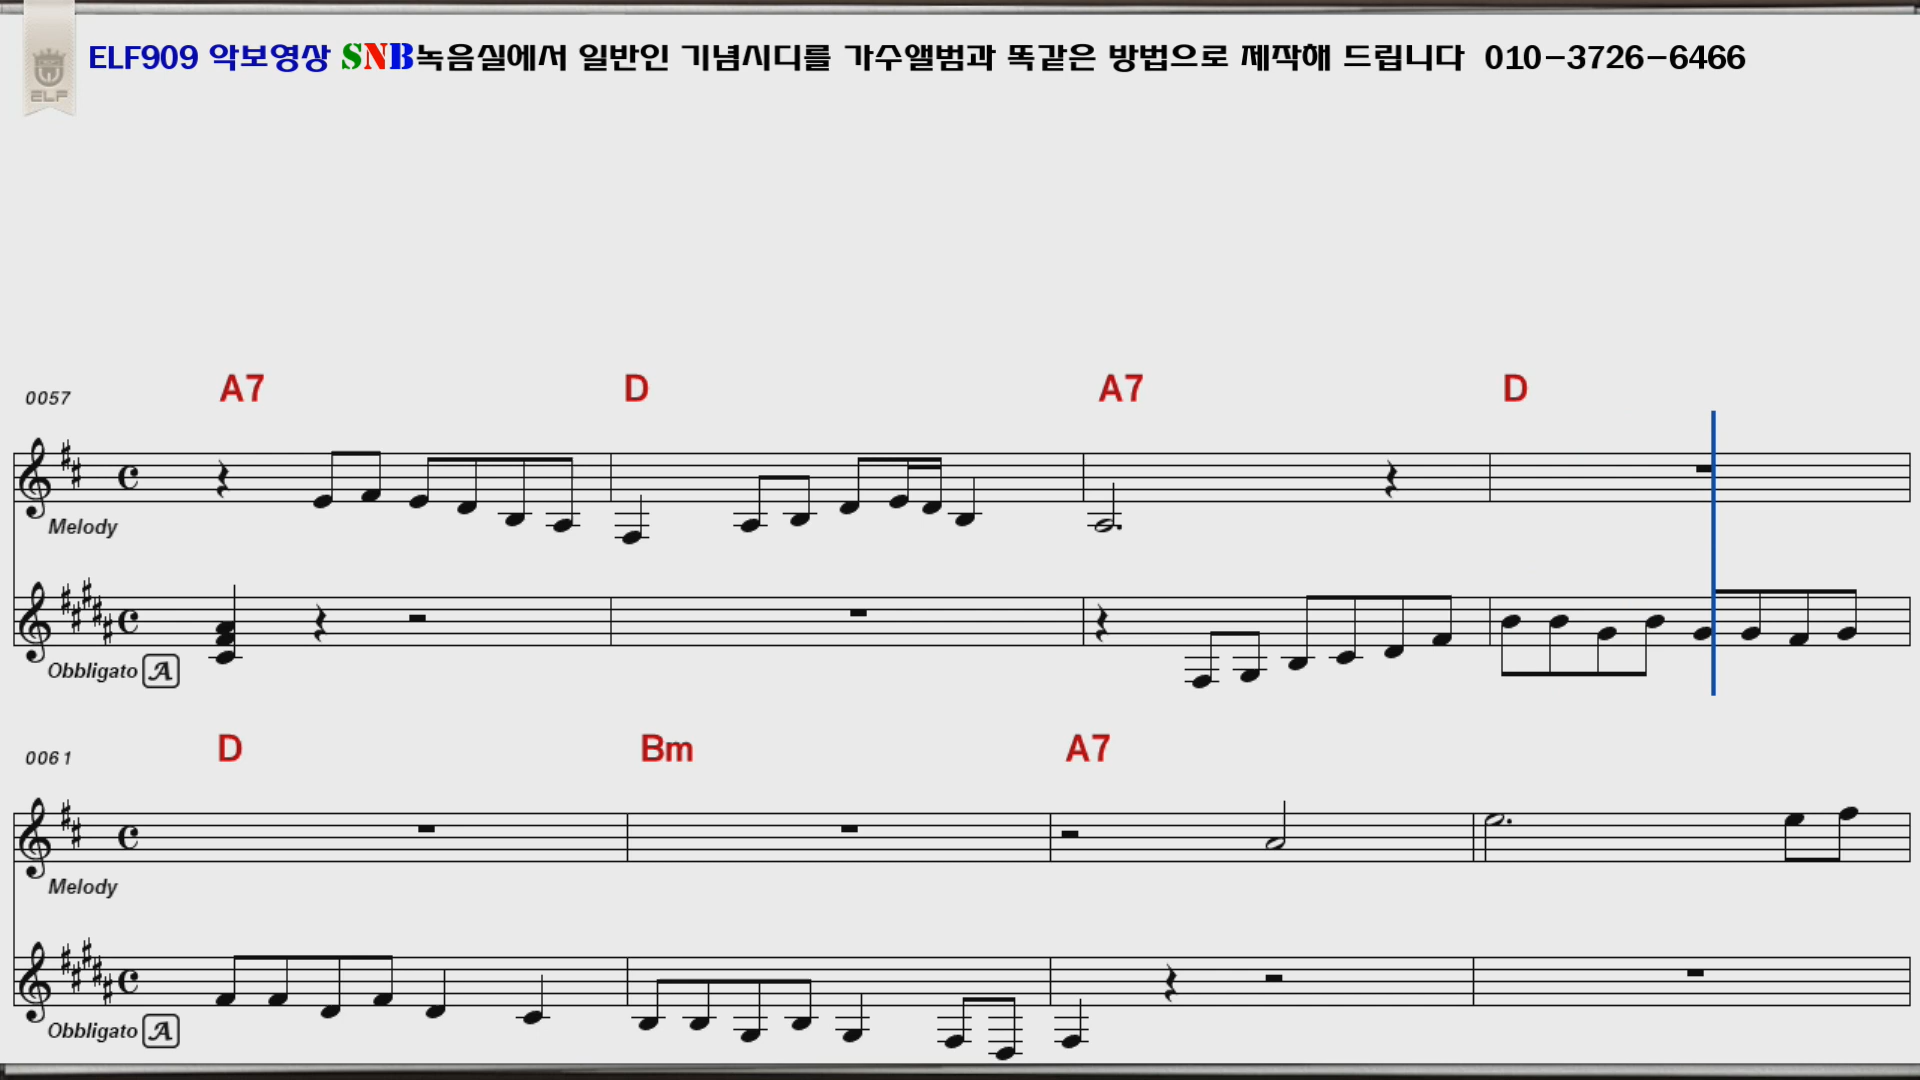 ELF909 악보영상 SNB녹음실에서 일반인 기념시디를 가수앨범과 똑같은 방법으로 제작해 드립니다 010-3726-6466
ELF
0057 A7 D A7 D
Melody
Obbligato A
0061 D Bm A7
Melody
Obbligato A